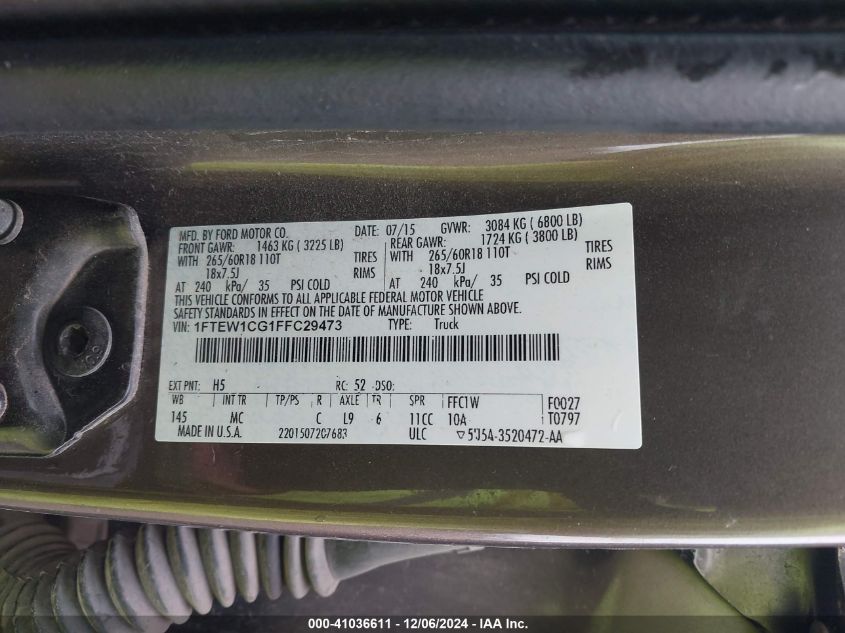 MFD. BY FORD MOTOR CO. DATE: 07/15 GVWR: 3084 KG ( 6800 LB)
FRONT GAWR: 1463 KG ( 3225 LB) REAR GAWR: 1724 KG ( 3800 LB)
WITH 265/60R18 110T TIRES WITH 265/60R18 110T TIRES
18x7.5J RIMS 18x7.5J RIMS
AT 240 kPa/ 35 PSI COLD AT 240 kPa/ 35 PSI COLD
THIS VEHICLE CONFORMS TO ALL APPLICABLE FEDERAL MOTOR VEHICLE
SAFETY STANDARDS IN EFFECT ON THE DATE OF MANUFACTURE SHOWN ABOVE.
VIN: 1FTEW1CG1FFC29473 TYPE: Truck
EXT PNT: H5 RC: 52 DSO:
WB INT TR TP/PS R AXLE TR SPR FFC1W F0027
145 MC C L9 6 11CC 10A T0797
MADE IN U.S.A. 22015072C7683 ULC 5U5A-3520472-AA
000-41036611 - 12/06/2024 - © IAA, Inc.